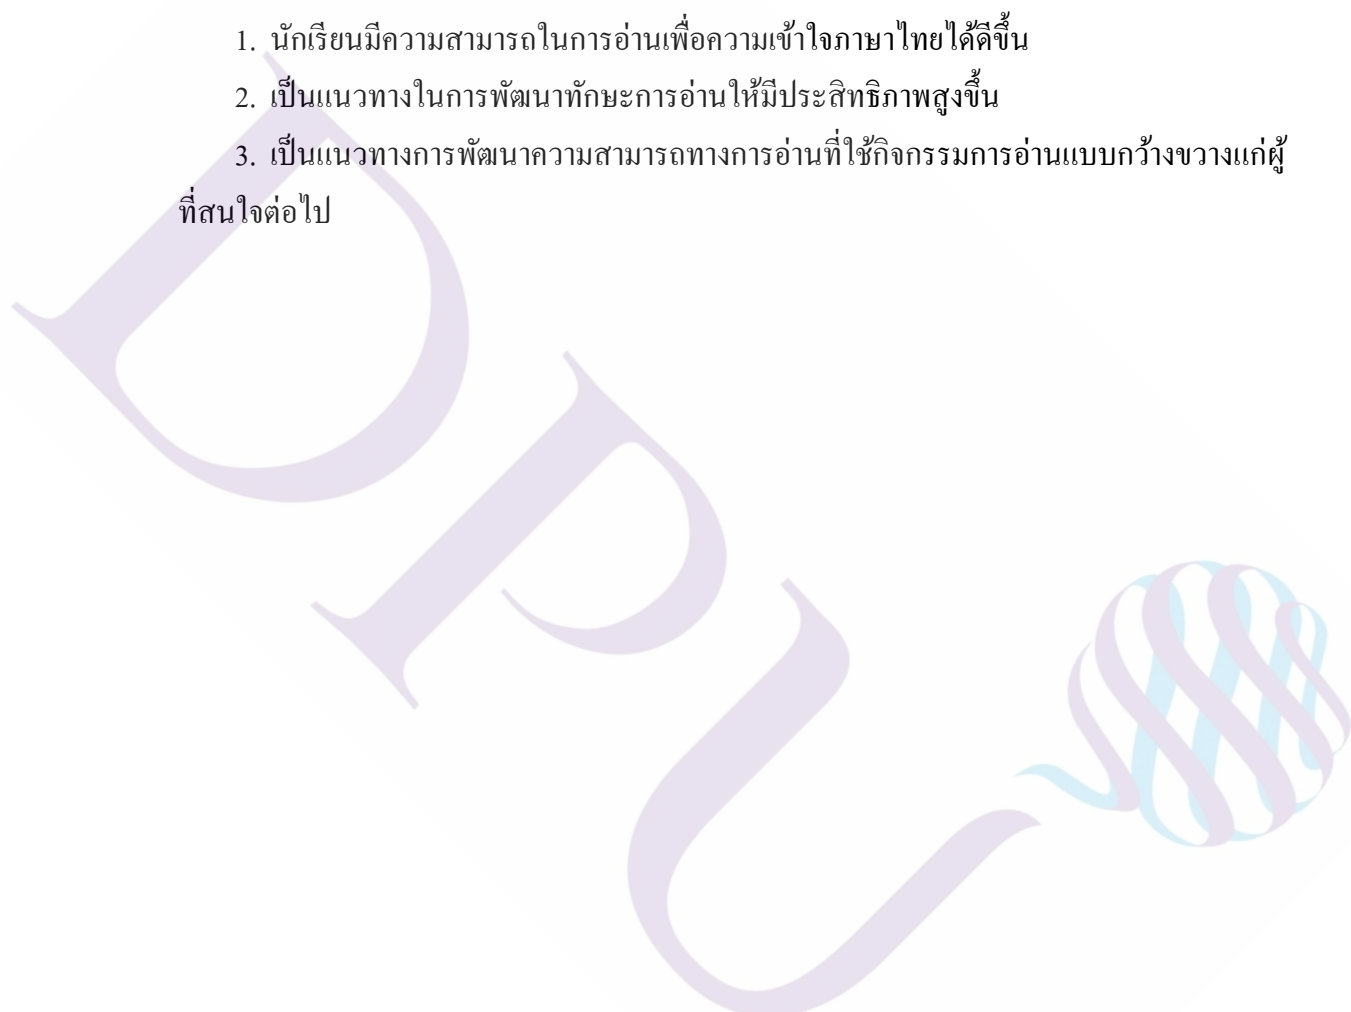 1. นักเรียนมีความสามารถในการอ่านเพื่อความเข้าใจภาษาไทยได้ดีขึ้น
2. เป็นแนวทางในการพัฒนาทักษะการอ่านให้มีประสิทธิภาพสูงขึ้น
3. เป็นแนวทางการพัฒนาความสามารถทางการอ่านที่ใช้กิจกรรมการอ่านแบบกว้างขวางแก่ผู้
ที่สนใจต่อไป
DPU